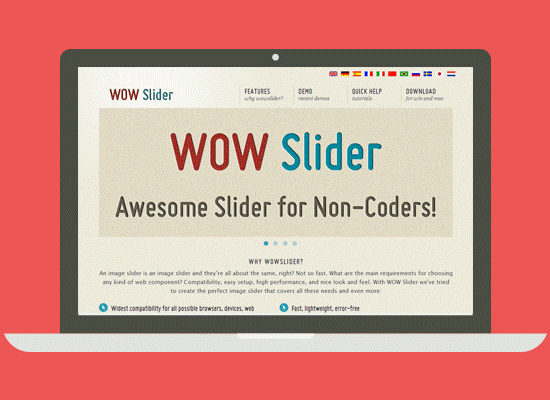 WOW Slider
FEATURES
why wowslider?
DEMO
recent demos
QUICK HELP
tutorials
DOWNLOAD
for win and mac
WOW Slider
Awesome Slider for Non-Coders!
WHY WOWSLIDER?
An image slider is an image slider and they're all about the same, right? Not so fast. What are the main requirements for choosing
any kind of web component? Compatibility, easy setup, high performance, and nice look and feel. With WOW Slider we've tried
to create the perfect image slider that covers all these needs and even more:
Widest compatibility for all possible browsers, devices, web
Fast, lightweight, error-free